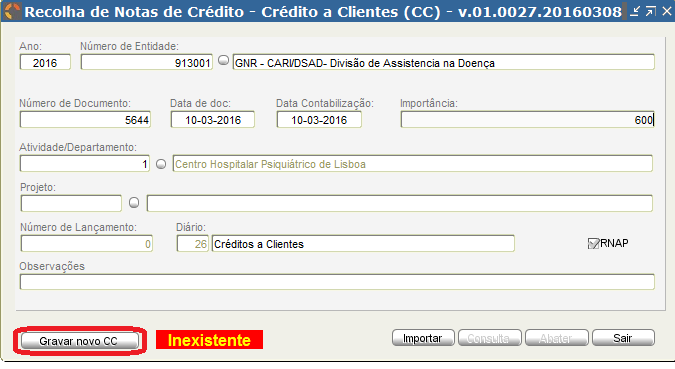 Recolha de Notas de Crédito - Crédito a Clientes (CC) - v.01.0027.20160308
Ano: Número de Entidade:
2016 913001 GNR - CARI/DSAD- Divisão de Assistencia na Doença
Número de Documento: Data de doc: Data Contabilização: Importância:
5644 10-03-2016 10-03-2016 600
Atividade/Departamento:
1 Centro Hospitalar Psiquiátrico de Lisboa
Projeto:
Número de Lançamento: Diário:
0 26 Créditos a Clientes RNAP
Observações
Gravar novo CC Inexistente Importar Consulta Abater Sair